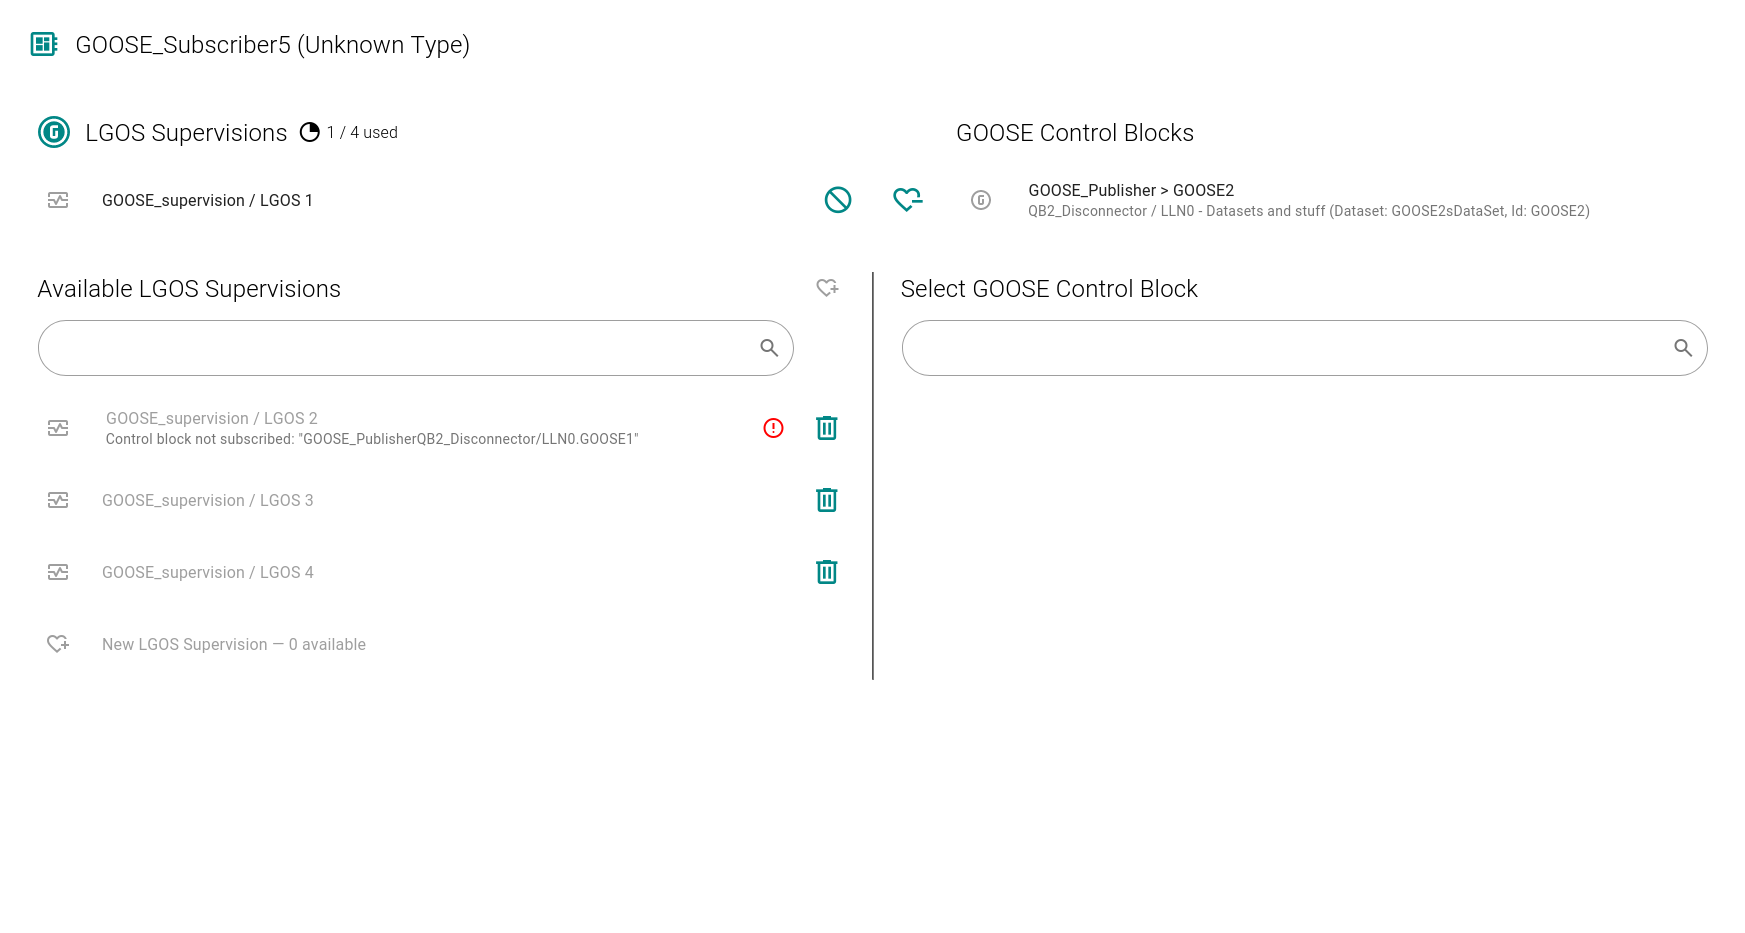 GOOSE_Subscriber5 (Unknown Type)
LGOS Supervisions 1 / 4 used
GOOSE Control Blocks
GOOSE_supervision / LGOS 1
GOOSE_Publisher > GOOSE2
QB2_Disconnector / LLN0 - Datasets and stuff (Dataset: GOOSE2sDataSet, Id: GOOSE2)
Available LGOS Supervisions
Select GOOSE Control Block
GOOSE_supervision / LGOS 2
Control block not subscribed: "GOOSE_PublisherQB2_Disconnector/LLN0.GOOSE1"
GOOSE_supervision / LGOS 3
GOOSE_supervision / LGOS 4
New LGOS Supervision — 0 available